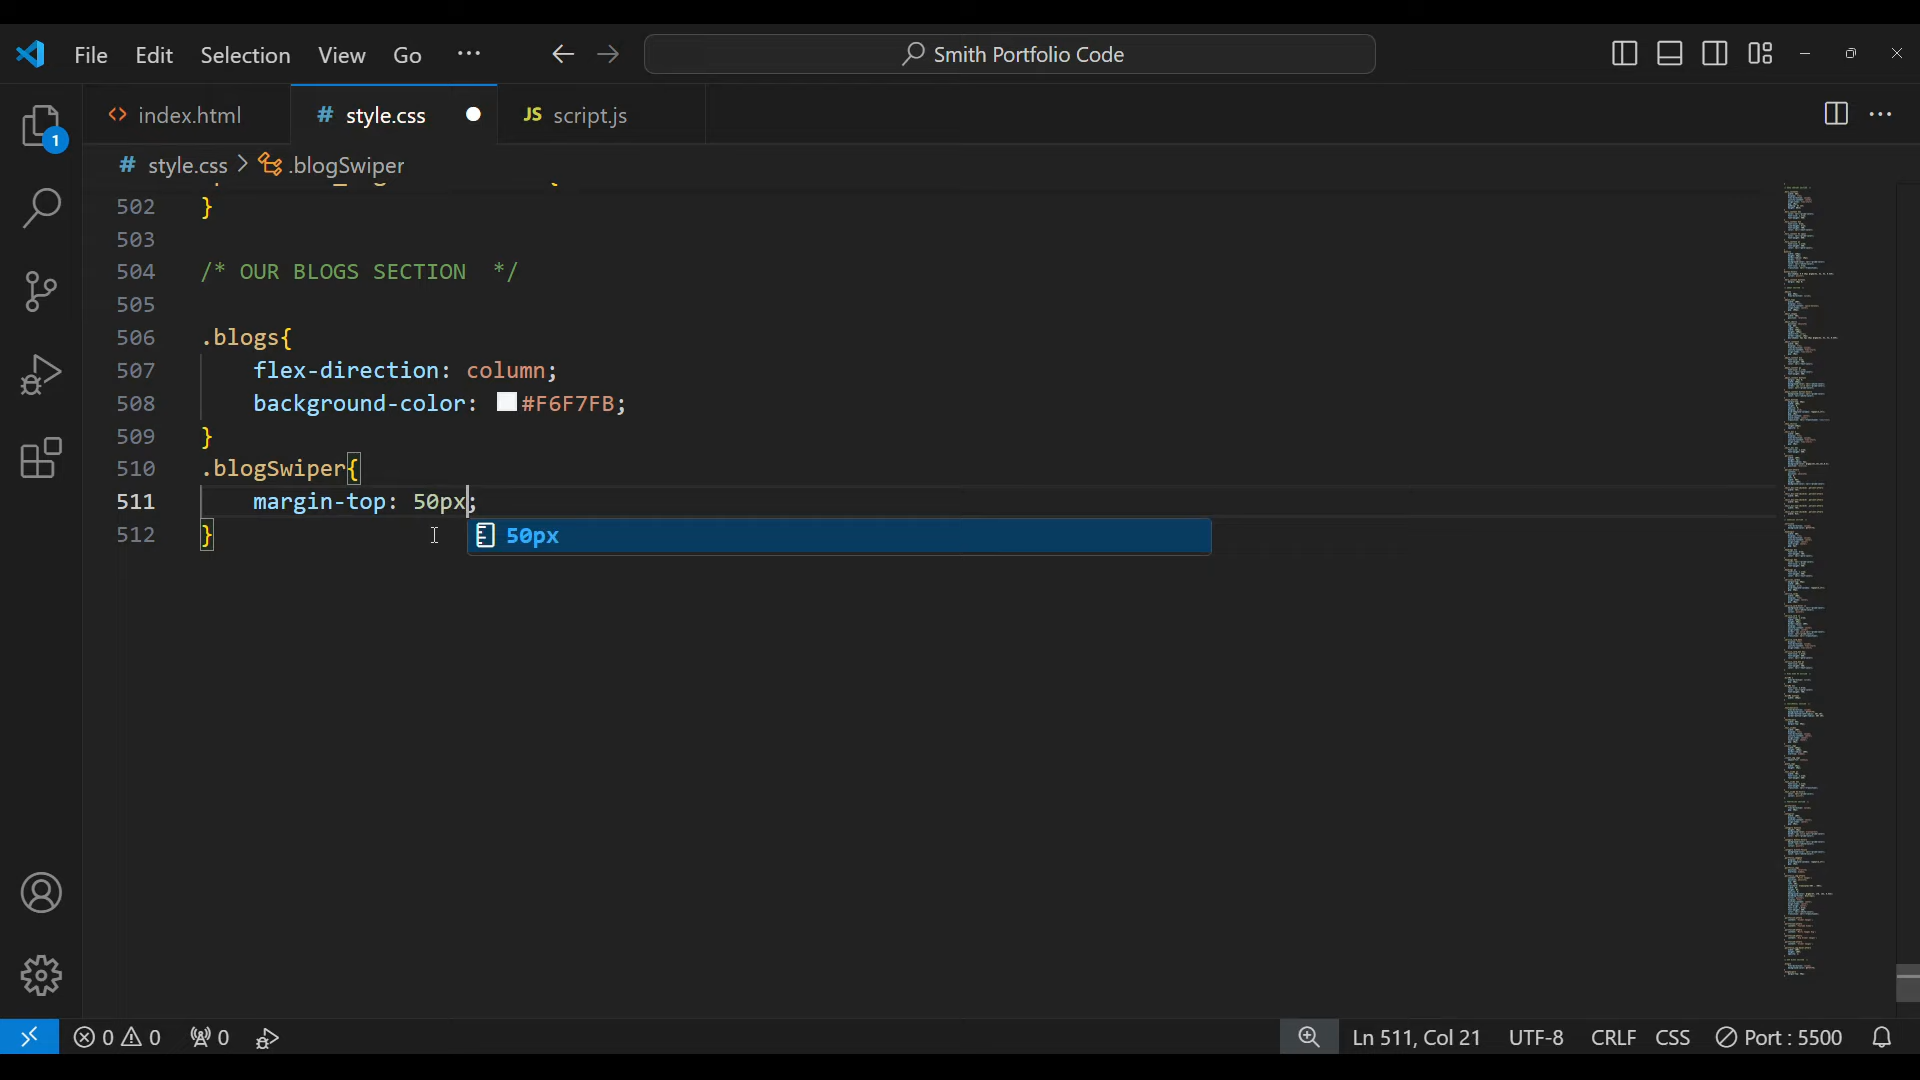 File Edit Selection View Go ··· Smith Portfolio Code
<> index.html # style.css JS script.js
1
# style.css > .blogSwiper
502 }
503
504 /* OUR BLOGS SECTION  */
505
506 .blogs{
507 flex-direction: column;
508 background-color: #F6F7FB;
509 }
510 .blogSwiper{
511 margin-top: 50px;
50px
512 }
0 0 0 Ln 511, Col 21 UTF-8 CRLF CSS Port : 5500